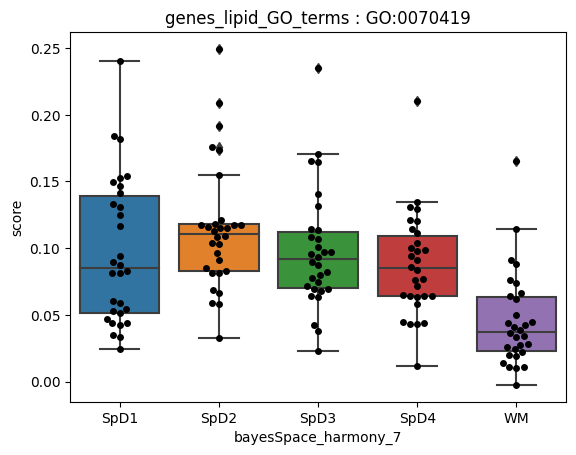 genes_lipid_GO_terms : GO:0070419
0.25
0.20
0.15
0.10
0.05
0.00
score
SpD1 SpD2 SpD3 SpD4 WM
bayesSpace_harmony_7